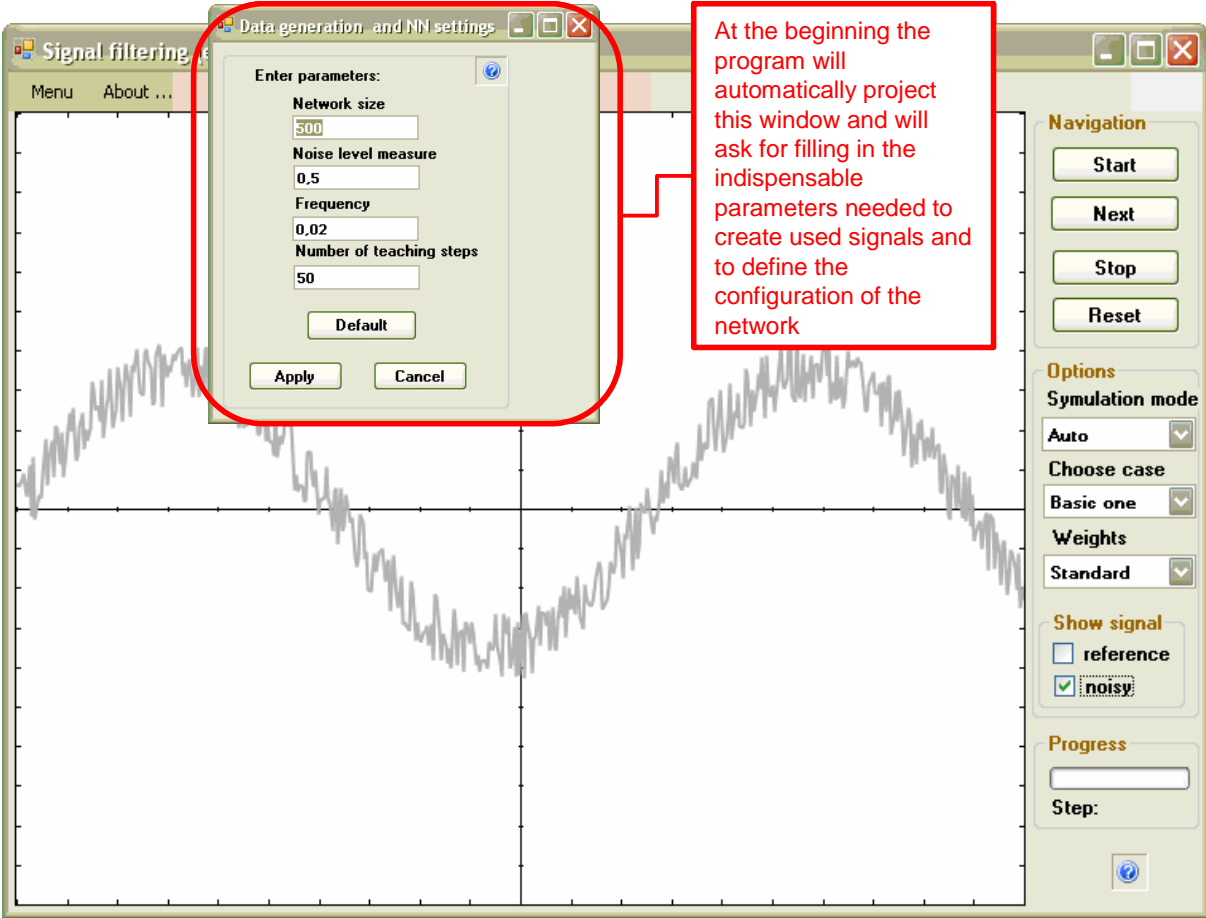 Data generation and NN settings
Signal filtering
Menu About ...
Enter parameters:
Network size
500
Noise level measure
0,5
Frequency
0,02
Number of teaching steps
50
Default
Apply Cancel
At the beginning the
program will
automatically project
this window and will
ask for filling in the
indispensable
parameters needed to
create used signals and
to define the
configuration of the
network
Navigation
Start
Next
Stop
Reset
Options
Symulation mode
Auto
Choose case
Basic one
Weights
Standard
Show signal
reference
noisy
Progress
Step: